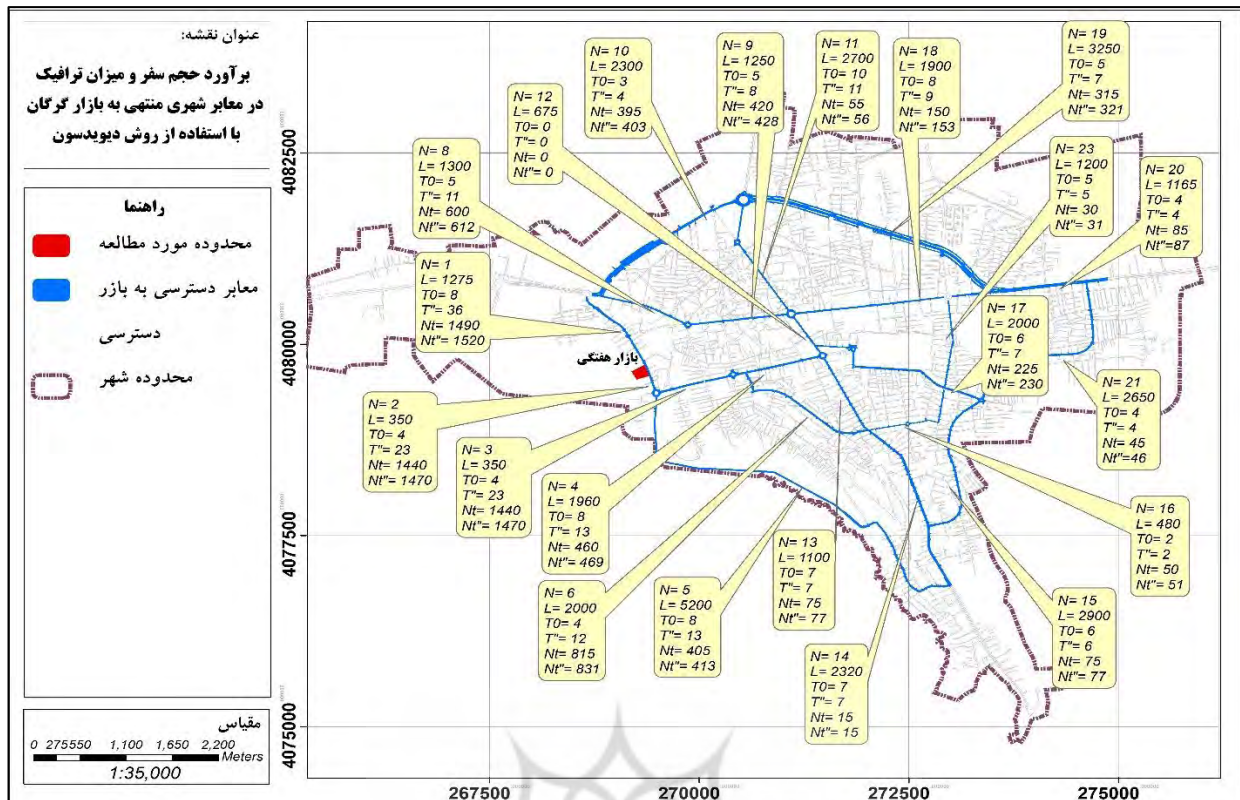 عنوان نقشه:
برآورد حجم سفر و میزان ترافیک
در معابر شهری منتهی به بازار گرگان
با استفاده از روش دیویدسون
راهنما
محدوده مورد مطالعه
معابر دسترسی به بازر
دسترسی
محدوده شهر
مقیاس
0 275550 1,100 1,650 2,200
Meters
1:35,000
4082500
4080000
4077500
4075000
267500 270000 272500 275000
بازار هفتگی
N= 12
L= 675
T0= 0
T"= 0
Nt= 0
Nt"= 0
N= 10
L= 2300
T0= 3
T"= 4
Nt= 395
Nt"= 403
N= 9
L= 1250
T0= 5
T"= 8
Nt= 420
Nt"= 428
N= 11
L= 2700
T0= 10
T"= 11
Nt= 55
Nt"= 56
N= 18
L= 1900
T0= 8
T"= 9
Nt= 150
Nt"= 153
N= 19
L= 3250
T0= 5
T"= 7
Nt= 315
Nt"= 321
N= 8
L= 1300
T0= 5
T"= 11
Nt= 600
Nt"= 612
N= 23
L= 1200
T0= 5
T"= 5
Nt= 30
Nt"= 31
N= 20
L= 1165
T0= 4
T"= 4
Nt= 85
Nt"=87
N= 1
L= 1275
T0= 8
T"= 36
Nt= 1490
Nt"= 1520
N= 17
L= 2000
T0= 6
T"= 7
Nt= 225
Nt"= 230
N= 21
L= 2650
T0= 4
T"= 4
Nt= 45
Nt"=46
N= 2
L= 350
T0= 4
T"= 23
Nt= 1440
Nt"= 1470
N= 3
L= 350
T0= 4
T"= 23
Nt= 1440
Nt"= 1470
N= 4
L= 1960
T0= 8
T"= 13
Nt= 460
Nt"= 469
N= 16
L= 480
T0= 2
T"= 2
Nt= 50
Nt"= 51
N= 6
L= 2000
T0= 4
T"= 12
Nt= 815
Nt"= 831
N= 5
L= 5200
T0= 8
T"= 13
Nt= 405
Nt"= 413
N= 13
L= 1100
T0= 7
T"= 7
Nt= 75
Nt"= 77
N= 14
L= 2320
T0= 7
T"= 7
Nt= 15
Nt"= 15
N= 15
L= 2900
T0= 6
T"= 6
Nt= 75
Nt"= 77